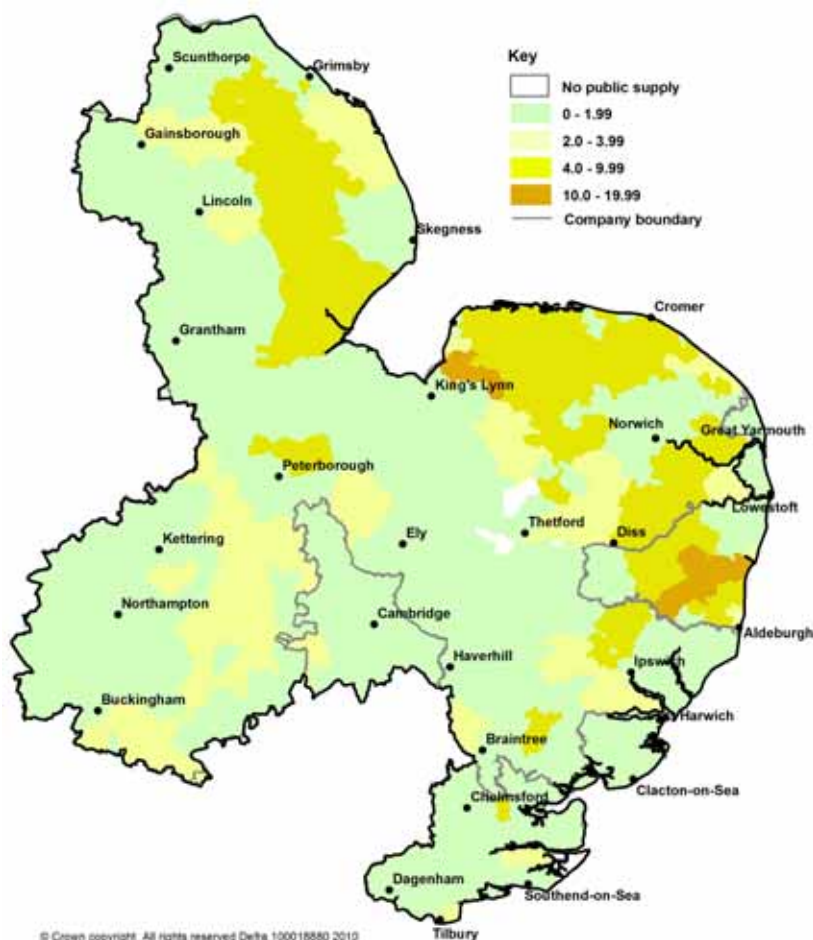 Key
No public supply
0 - 1.99
2.0 - 3.99
4.0 - 9.99
10.0 - 19.99
Company boundary
Scunthorpe
Grimsby
Gainsborough
Lincoln
Skegness
Grantham
Cromer
King's Lynn
Norwich
Great Yarmouth
Peterborough
Lowestoft
Thetford
Diss
Ely
Kettering
Northampton
Cambridge
Aldeburgh
Haverhill
Ipswich
Buckingham
Harwich
Braintree
Clacton-on-Sea
Chelmsford
Dagenham
Southend-on-Sea
Tilbury
© Crown copyright. All rights reserved Defra 100018880 2010